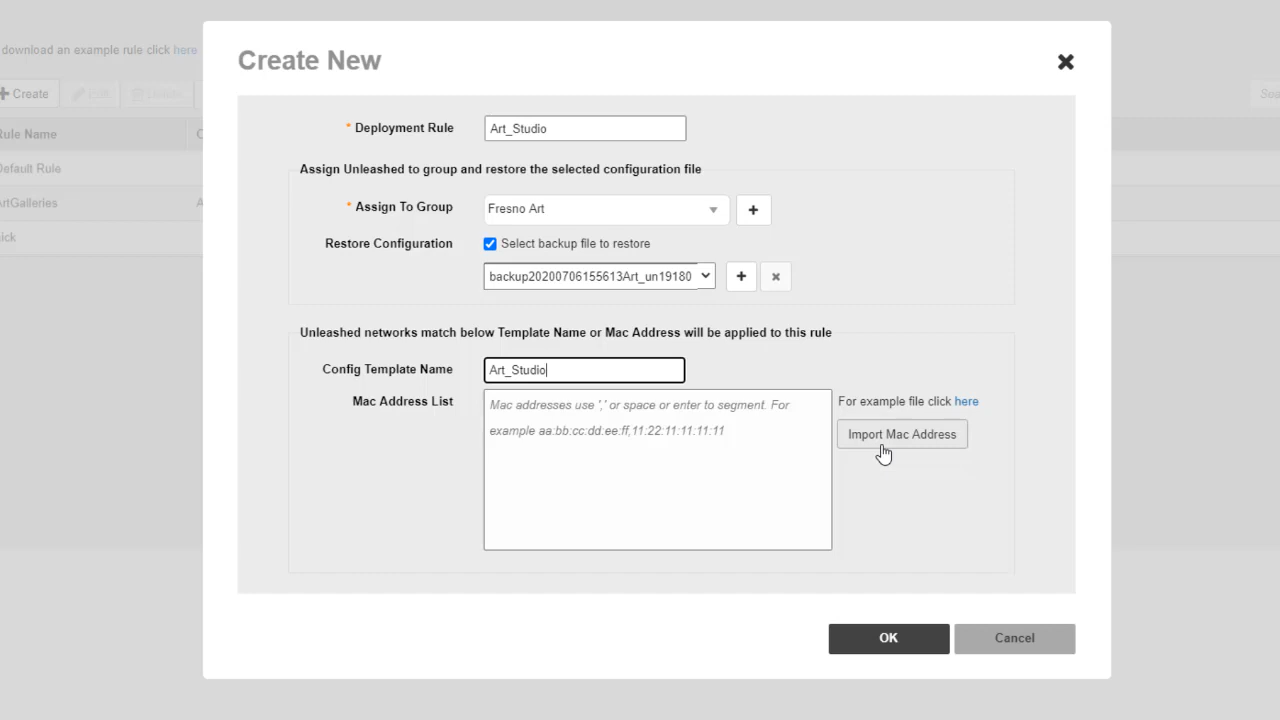 Create New
download an example rule click here
Create
Edit
Delete
Rule Name
Default Rule
ArtGalleries
* Deployment Rule
Art_Studio
Assign Unleashed to group and restore the selected configuration file
* Assign To Group
Fresno Art
Restore Configuration
Select backup file to restore
backup20200706155613Art_un19180
Unleashed networks match below Template Name or Mac Address will be applied to this rule
Config Template Name
Art_Studio
Mac Address List
Mac addresses use ',' or space or enter to segment. For
example aa:bb:cc:dd:ee:ff,11:22:11:11:11:11
For example file click here
Import Mac Address
OK
Cancel